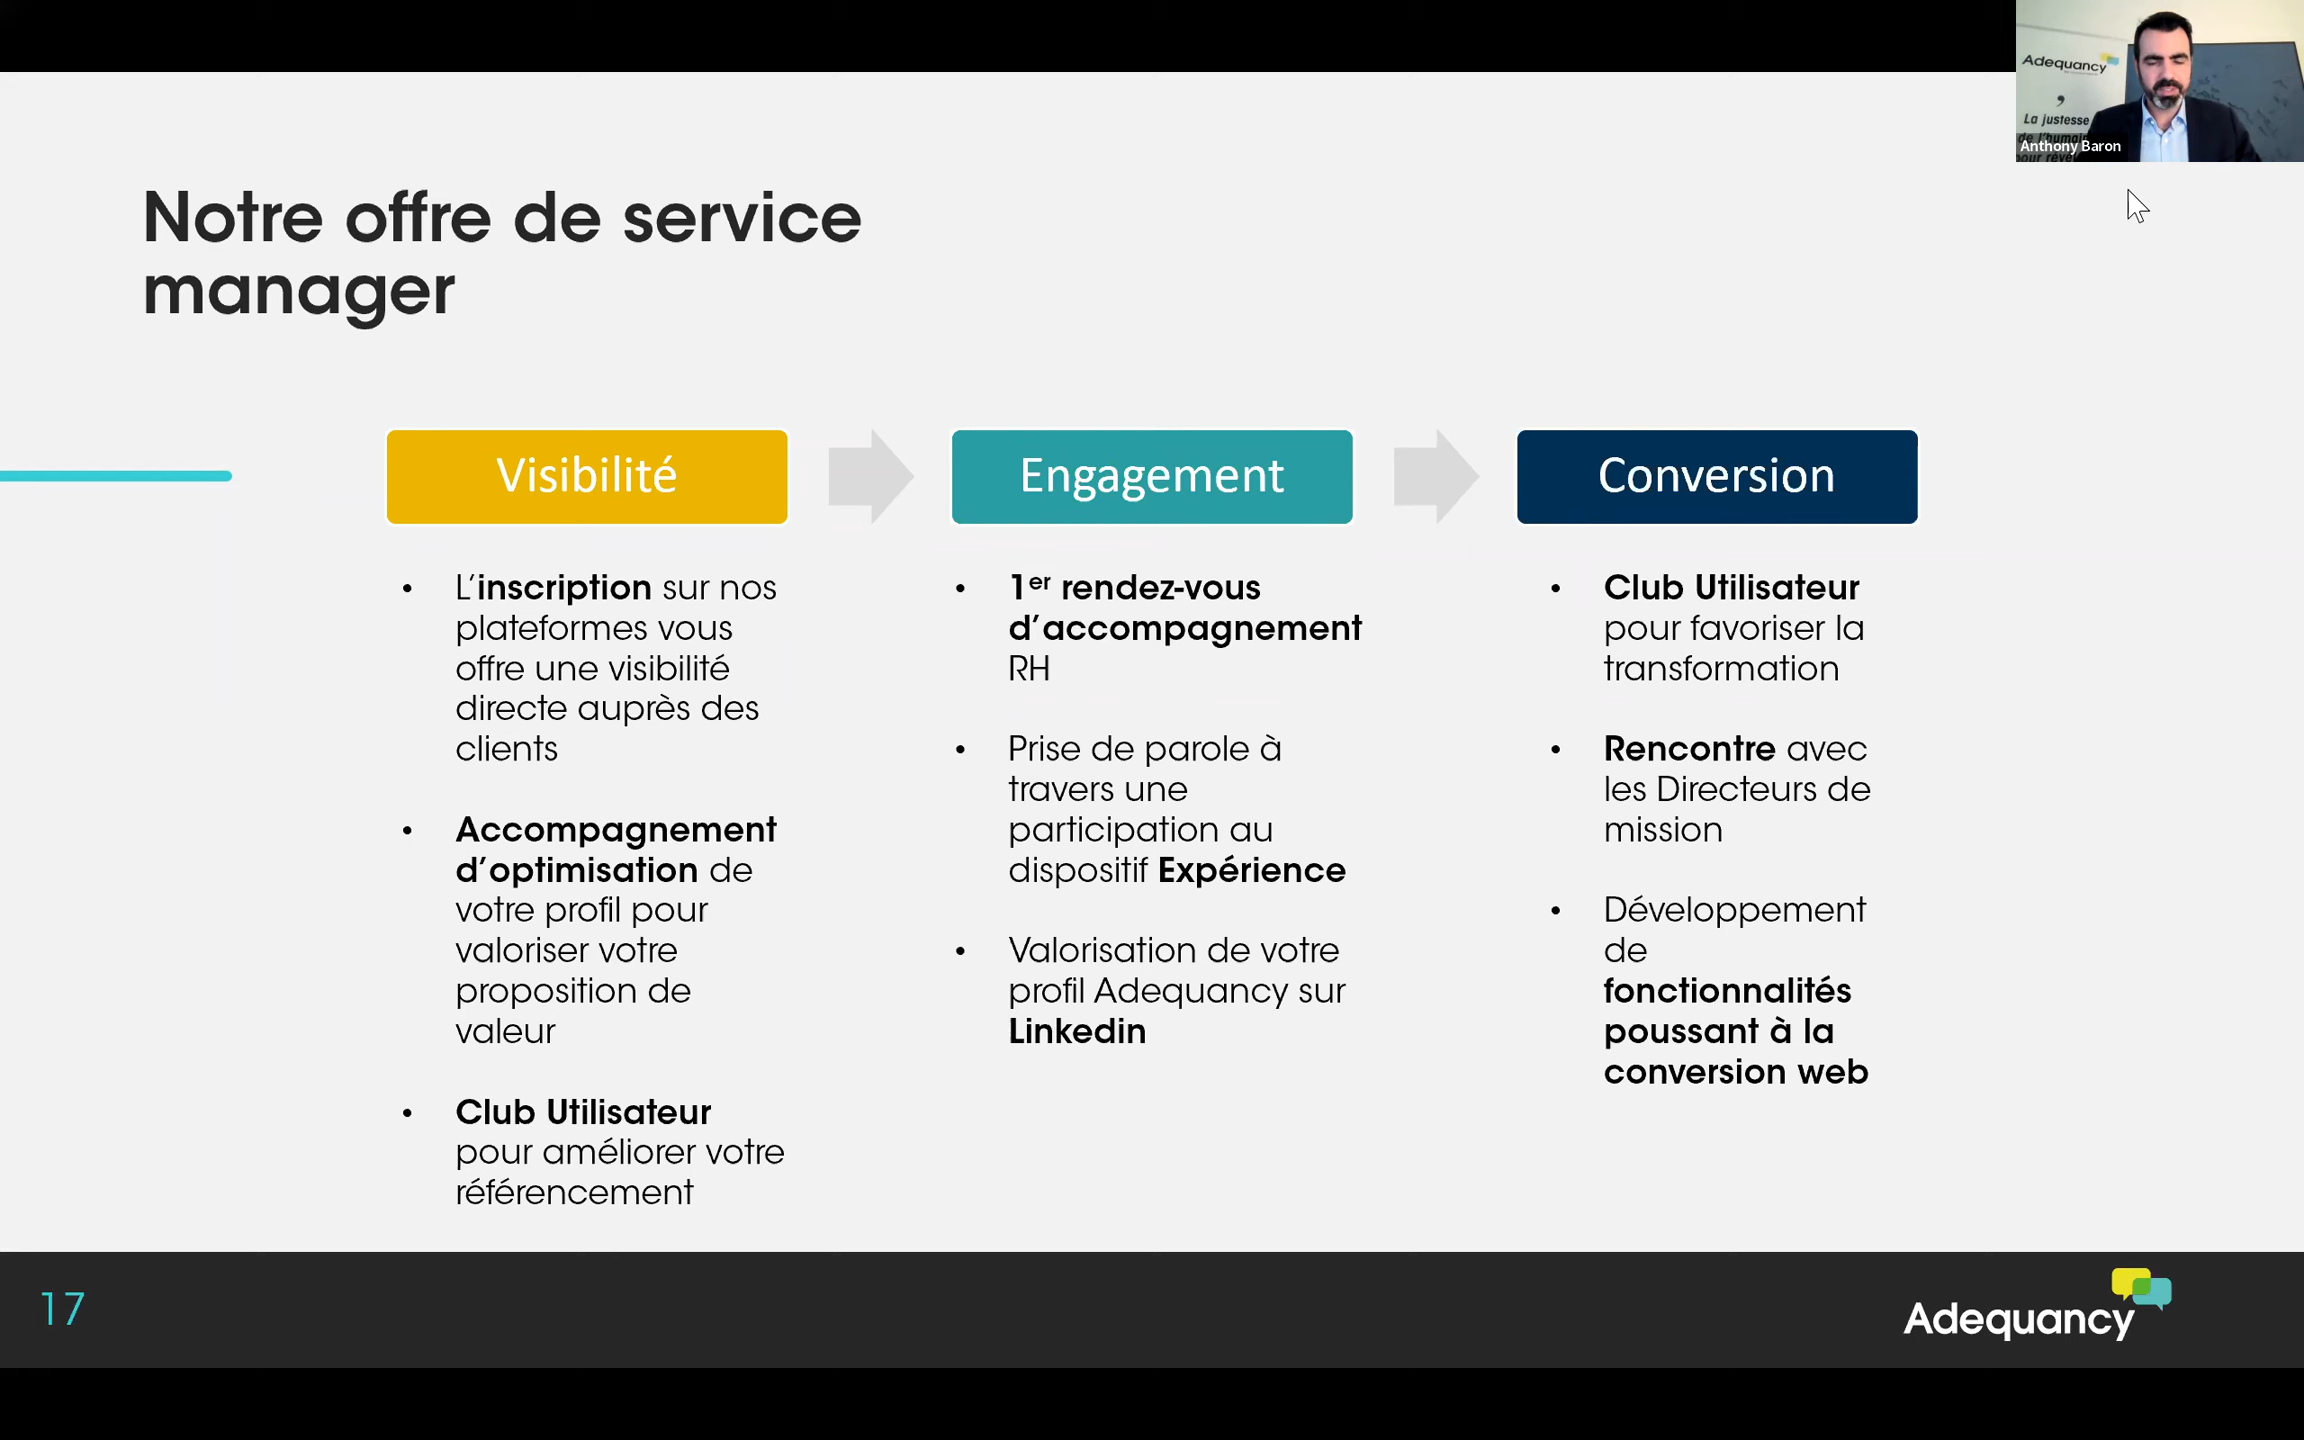 Adequancy
,
La justesse
de l'humain
pour rév
Anthony Baron
Notre offre de service
manager
Visibilité
Engagement
Conversion
• L'inscription sur nos
plateformes vous
offre une visibilité
directe auprès des
clients
• Accompagnement
d'optimisation de
votre profil pour
valoriser votre
proposition de
valeur
• Club Utilisateur
pour améliorer votre
référencement
• 1er rendez-vous
d'accompagnement
RH
• Prise de parole à
travers une
participation au
dispositif Expérience
• Valorisation de votre
profil Adequancy sur
Linkedin
• Club Utilisateur
pour favoriser la
transformation
• Rencontre avec
les Directeurs de
mission
• Développement
de
fonctionnalités
poussant à la
conversion web
17
Adequancy